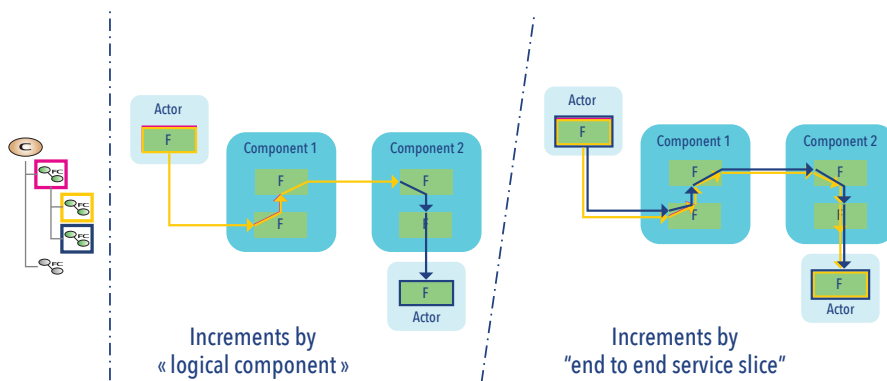 C
FC
FC
FC
FC
Actor
F
Component 1
F
F
Component 2
F
F
F
Actor
Increments by
« logical component »
Actor
F
Component 1
F
F
Component 2
F
F
F
Actor
Increments by
“end to end service slice”